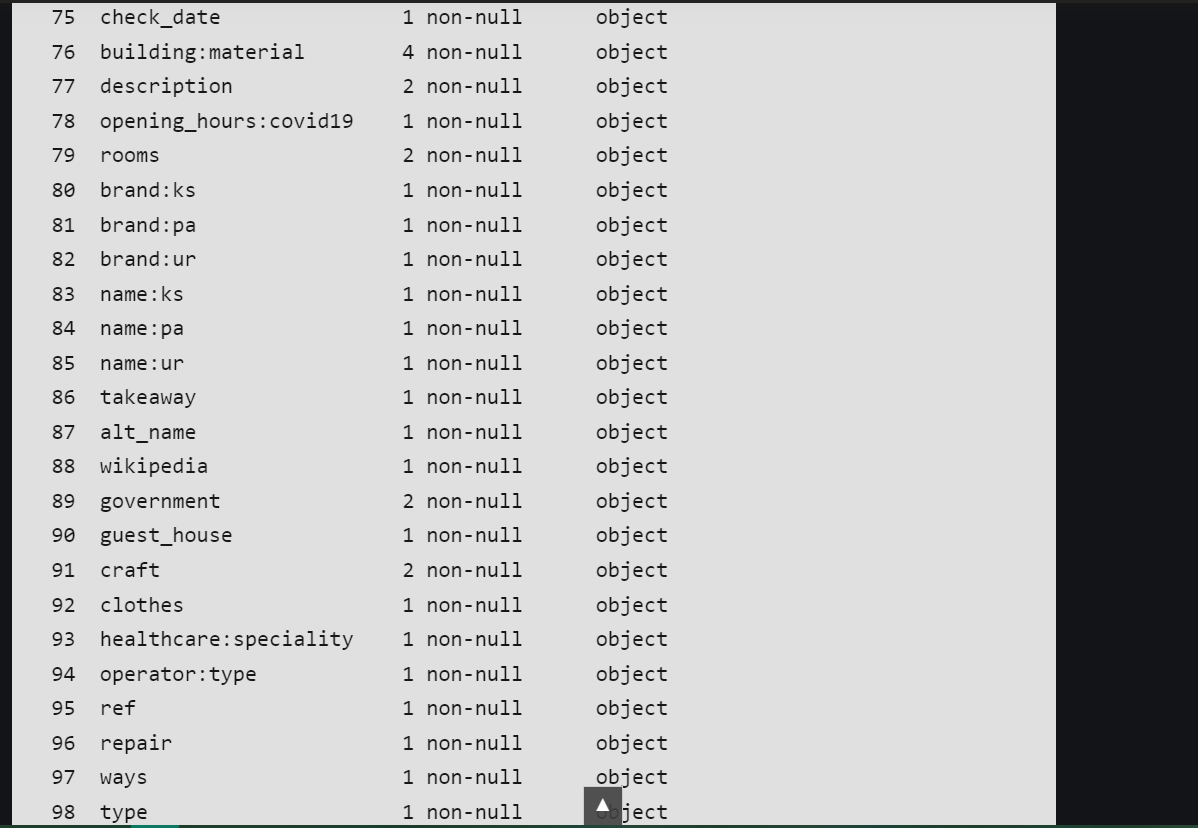 75 check_date 1 non-null object
76 building:material 4 non-null object
77 description 2 non-null object
78 opening_hours:covid19 1 non-null object
79 rooms 2 non-null object
80 brand:ks 1 non-null object
81 brand:pa 1 non-null object
82 brand:ur 1 non-null object
83 name:ks 1 non-null object
84 name:pa 1 non-null object
85 name:ur 1 non-null object
86 takeaway 1 non-null object
87 alt_name 1 non-null object
88 wikipedia 1 non-null object
89 government 2 non-null object
90 guest_house 1 non-null object
91 craft 2 non-null object
92 clothes 1 non-null object
93 healthcare:speciality 1 non-null object
94 operator:type 1 non-null object
95 ref 1 non-null object
96 repair 1 non-null object
97 ways 1 non-null object
98 type 1 non-null object